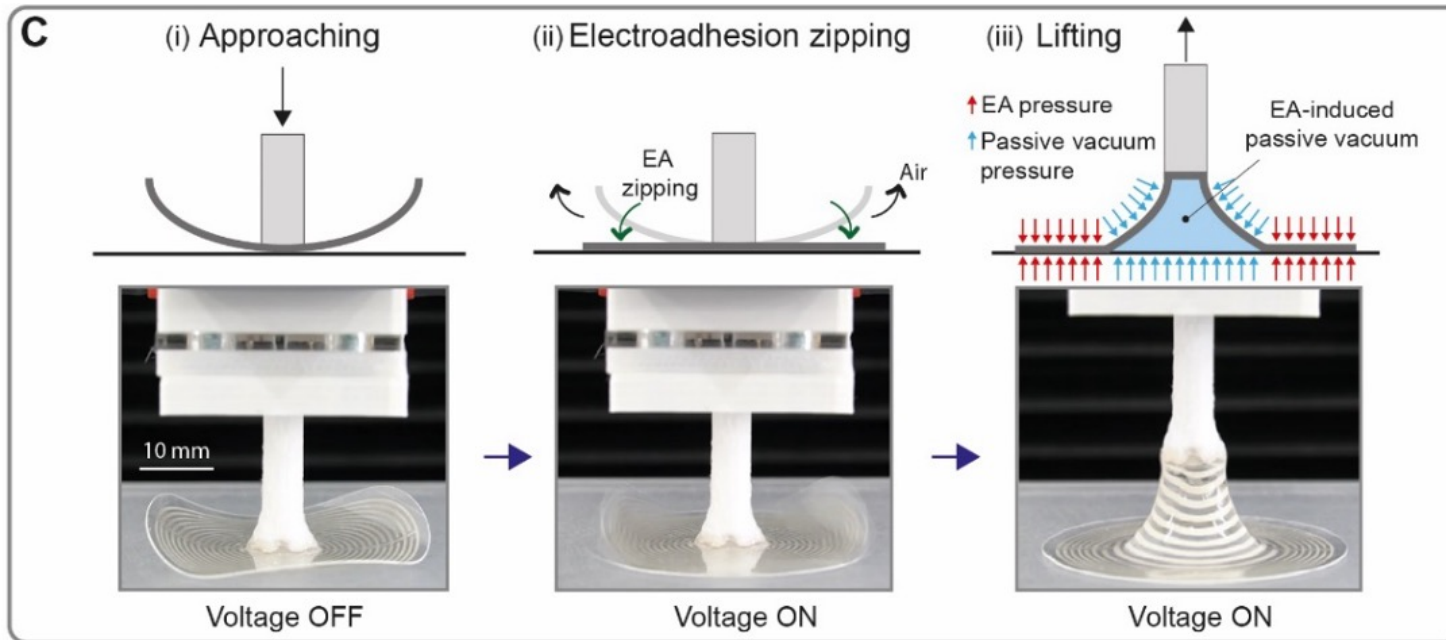 C
(i) Approaching
(ii) Electroadhesion zipping
(iii) Lifting
EA
zipping
Air
EA pressure
Passive vacuum
pressure
EA-induced
passive vacuum
10 mm
Voltage OFF
Voltage ON
Voltage ON